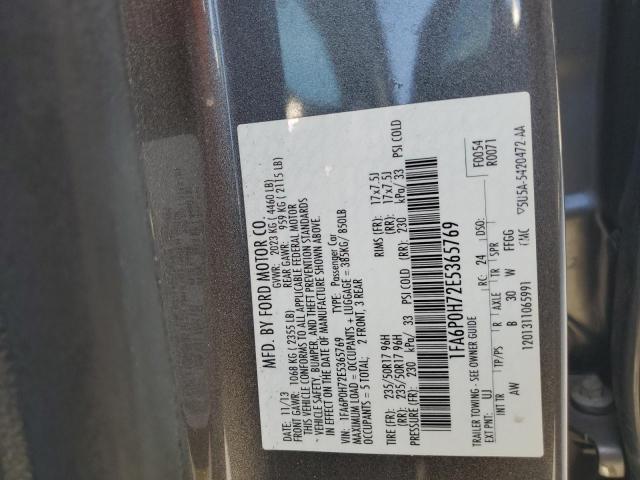 MFD. BY FORD MOTOR CO.
DATE: 11/13 GVWR: 2023 KG ( 4460 LB)
FRONT GAWR: 1068 KG ( 2355 LB) REAR GAWR: 959 KG ( 2115 LB)
THIS VEHICLE CONFORMS TO ALL APPLICABLE FEDERAL MOTOR
VEHICLE SAFETY, BUMPER, AND THEFT PREVENTION STANDARDS
IN EFFECT ON THE DATE OF MANUFACTURE SHOWN ABOVE.
VIN: 1FA6P0H72E5365769 TYPE: Passenger Car
MAXIMUM LOAD = OCCUPANTS + LUGGAGE = 385KG/ 850LB
OCCUPANTS = 5 TOTAL: 2 FRONT, 3 REAR
TIRE (FR): 235/50R17 96H RIMS (FR): 17x7.5J
(RR): 235/50R17 96H (RR): 17x7.5J
PRESSURE (FR): 230 kPa/ 33 PSI COLD (RR): 230 kPa/ 33 PSI COLD
1FA6P0H72E5365769
TRAILER TOWING - SEE OWNER GUIDE F0054
EXT PNT: UJ RC: 24 DSO: R0071
INT TR TP/PS R AXLE TR SPR
AW B 30 W FFGG
1201311065991 5U5A-5420472-AA